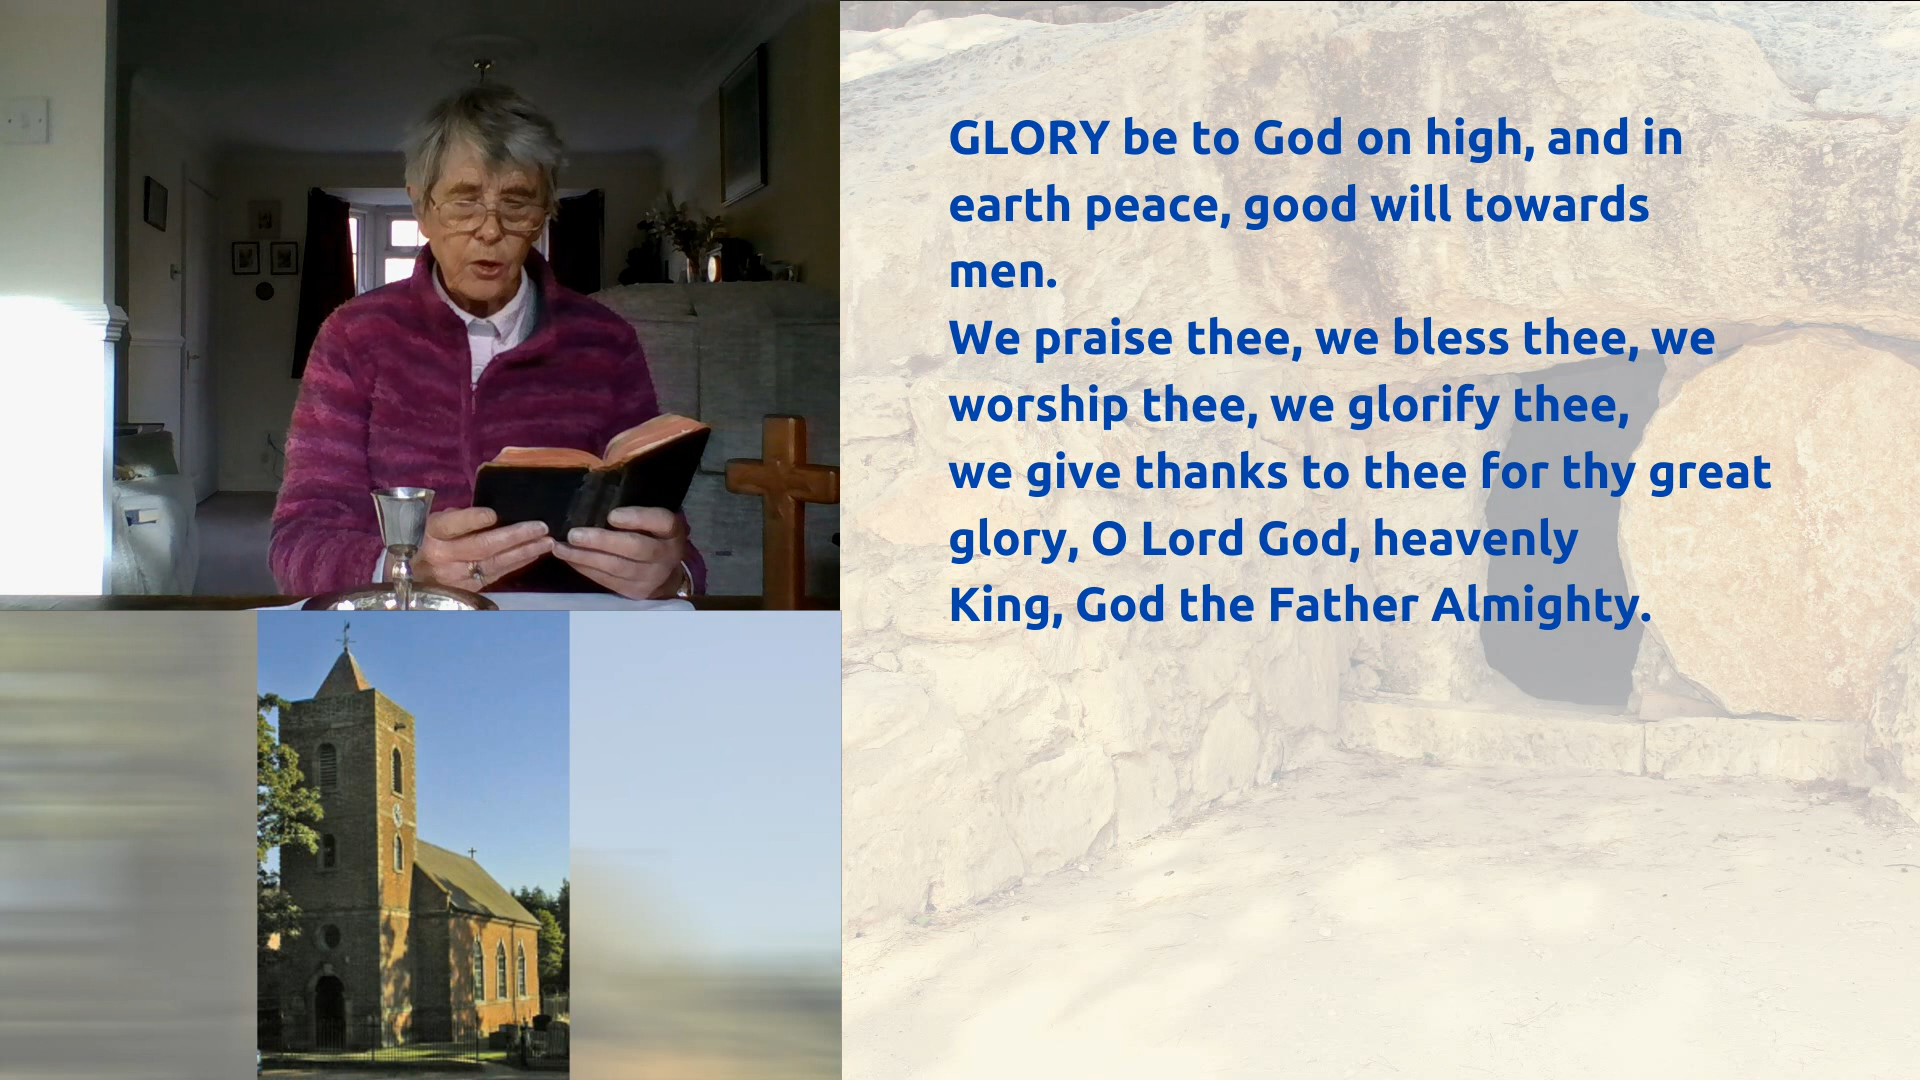 GLORY be to God on high, and in
earth peace, good will towards
men.
We praise thee, we bless thee, we
worship thee, we glorify thee,
we give thanks to thee for thy great
glory, O Lord God, heavenly
King, God the Father Almighty.